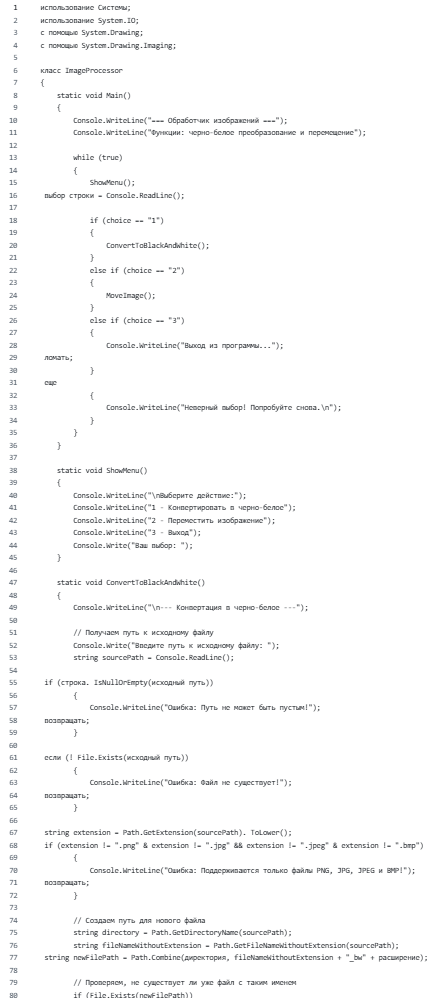 1 использование Системы;
2 использование System.IO;
3 с помощью System.Drawing;
4 с помощью System.Drawing.Imaging;
5
6 класс ImageProcessor
7 {
8 static void Main()
9 {
10 Console.WriteLine("=== Обработчик изображений ===");
11 Console.WriteLine("Функции: черно-белое преобразование и перемещение");
12
13 while (true)
14 {
15 ShowMenu();
16 выбор строки = Console.ReadLine();
17
18 if (choice == "1")
19 {
20 ConvertToBlackAndWhite();
21 }
22 else if (choice == "2")
23 {
24 MoveImage();
25 }
26 else if (choice == "3")
27 {
28 Console.WriteLine("Выход из программы...");
29 ломать;
30 }
31 еще
32 {
33 Console.WriteLine("Неверный выбор! Попробуйте снова.\n");
34 }
35 }
36 }
37
38 static void ShowMenu()
39 {
40 Console.WriteLine("\nВыберите действие:");
41 Console.WriteLine("1 - Конвертировать в черно-белое");
42 Console.WriteLine("2 - Переместить изображение");
43 Console.WriteLine("3 - Выход");
44 Console.Write("Ваш выбор: ");
45 }
46
47 static void ConvertToBlackAndWhite()
48 {
49 Console.WriteLine("\n--- Конвертация в черно-белое ---");
50
51 // Получаем путь к исходному файлу
52 Console.Write("Введите путь к исходному файлу: ");
53 string sourcePath = Console.ReadLine();
54
55 if (строка. IsNullOrEmpty(исходный путь))
56 {
57 Console.WriteLine("Ошибка: Путь не может быть пустым!");
58 возвращать;
59 }
60
61 если (! File.Exists(исходный путь))
62 {
63 Console.WriteLine("Ошибка: Файл не существует!");
64 возвращать;
65 }
66
67 string extension = Path.GetExtension(sourcePath). ToLower();
68 if (extension != ".png" & extension != ".jpg" && extension != ".jpeg" & extension != ".bmp")
69 {
70 Console.WriteLine("Ошибка: Поддерживаются только файлы PNG, JPG, JPEG и BMP!");
71 возвращать;
72 }
73
74 // Создаем путь для нового файла
75 string directory = Path.GetDirectoryName(sourcePath);
76 string fileNameWithoutExtension = Path.GetFileNameWithoutExtension(sourcePath);
77 string newFilePath = Path.Combine(директория, fileNameWithoutExtension + "_bw" + расширение);
78
79 // Проверяем, не существует ли уже файл с таким именем
80 if (File.Exists(newFilePath))